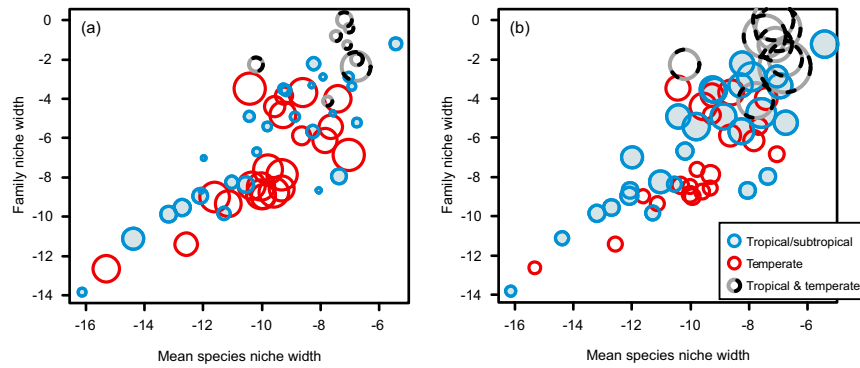 (a)
Family niche width
0
-2
-4
-6
-8
-10
-12
-14
-16 -14 -12 -10 -8 -6
Mean species niche width
(b)
Family niche width
0
-2
-4
-6
-8
-10
-12
-14
-16 -14 -12 -10 -8 -6
Mean species niche width
Tropical/subtropical
Temperate
Tropical & temperate